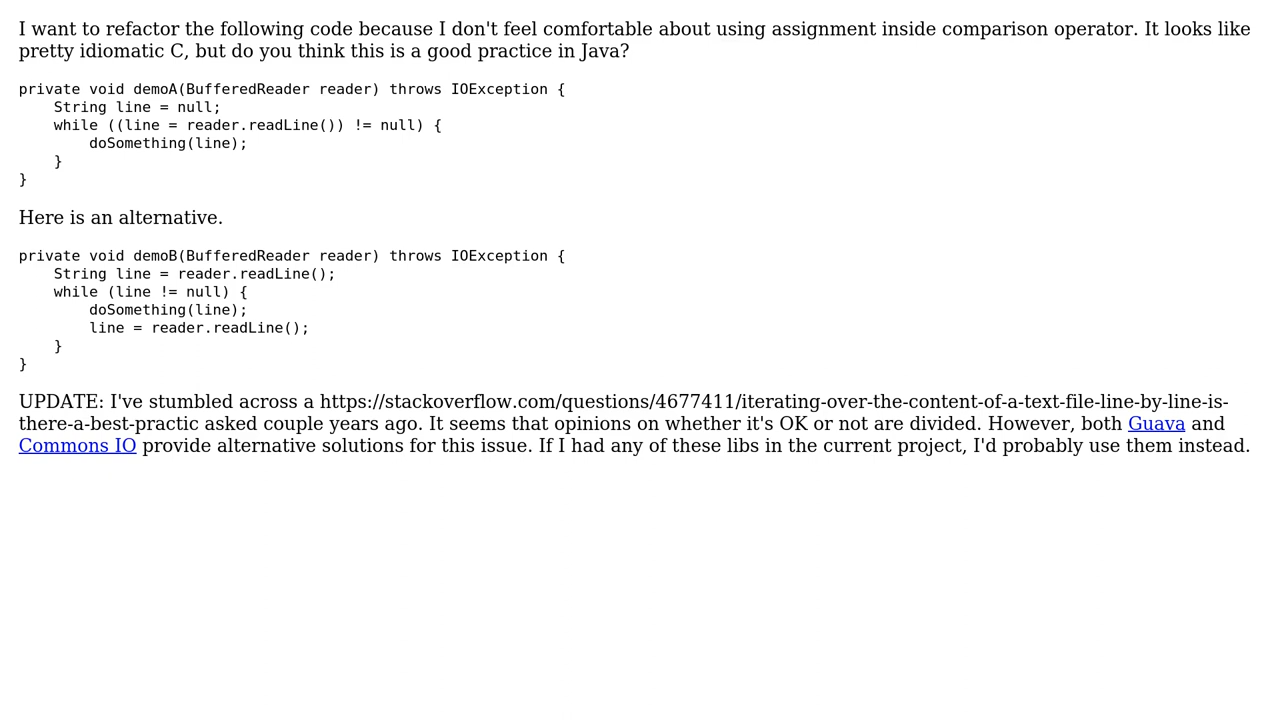 I want to refactor the following code because I don't feel comfortable about using assignment inside comparison operator. It looks like
pretty idiomatic C, but do you think this is a good practice in Java?
private void demoA(BufferedReader reader) throws IOException {
    String line = null;
    while ((line = reader.readLine()) != null) {
        doSomething(line);
    }
}
Here is an alternative.
private void demoB(BufferedReader reader) throws IOException {
    String line = reader.readLine();
    while (line != null) {
        doSomething(line);
        line = reader.readLine();
    }
}
UPDATE: I've stumbled across a https://stackoverflow.com/questions/4677411/iterating-over-the-content-of-a-text-file-line-by-line-is-
there-a-best-practic asked couple years ago. It seems that opinions on whether it's OK or not are divided. However, both Guava and
Commons IO provide alternative solutions for this issue. If I had any of these libs in the current project, I'd probably use them instead.